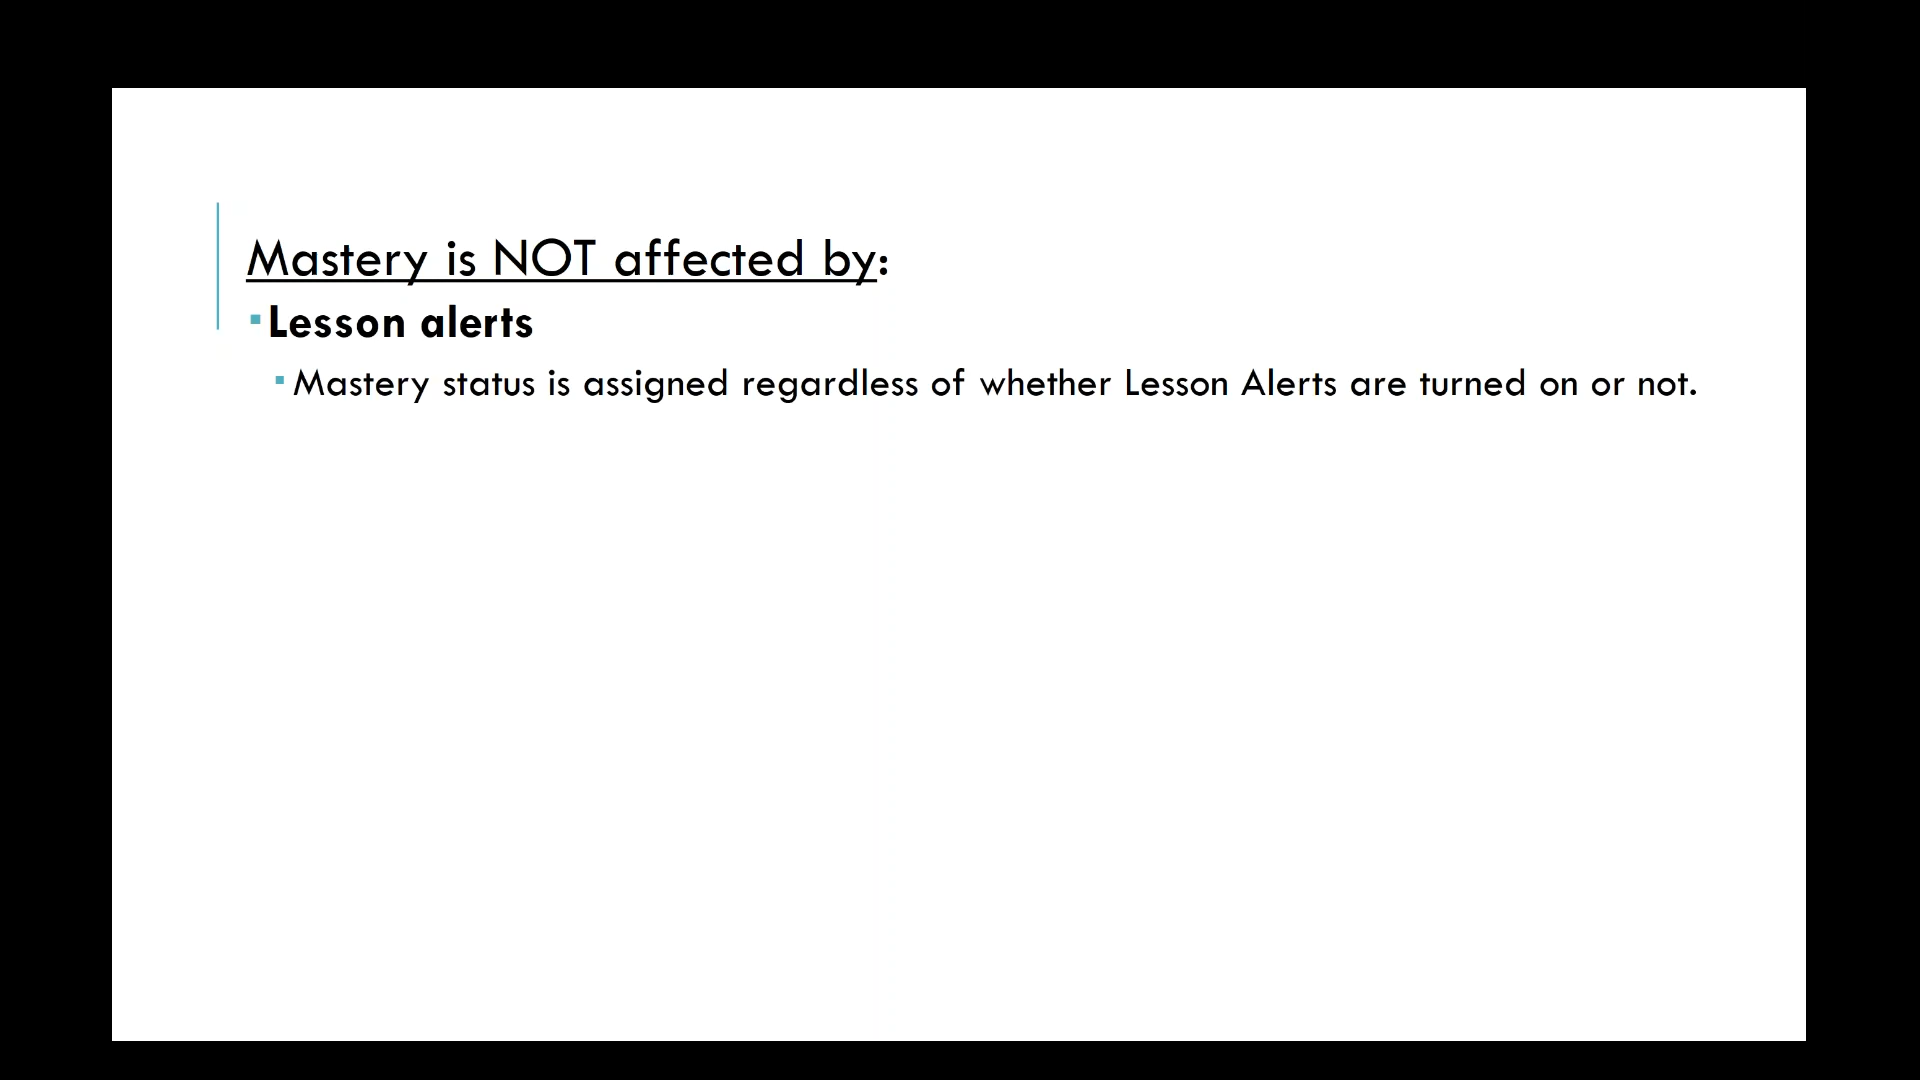 Mastery is NOT affected by:
Lesson alerts
Mastery status is assigned regardless of whether Lesson Alerts are turned on or not.